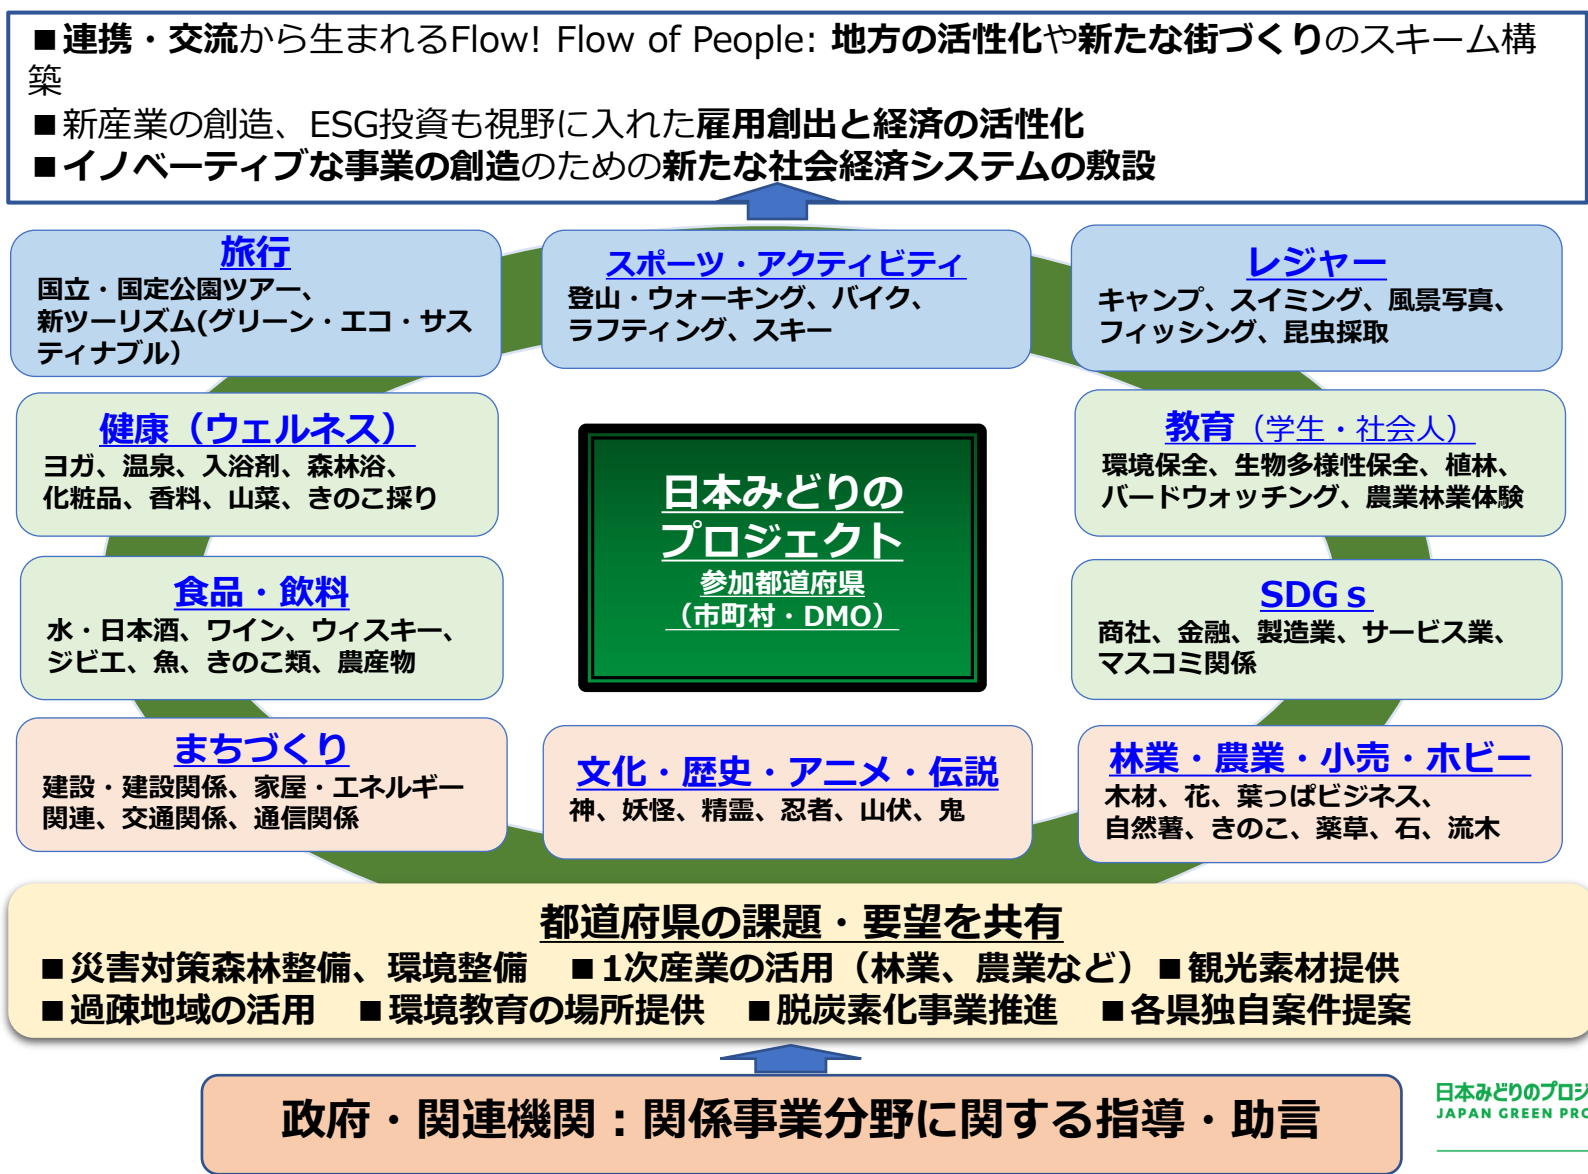 ■連携・交流から生まれるFlow! Flow of People: 地方の活性化や新たな街づくりのスキーム構
築
■新産業の創造、ESG投資も視野に入れた雇用創出と経済の活性化
■イノベーティブな事業の創造のための新たな社会経済システムの敷設
旅行
国立・国定公園ツアー、
新ツーリズム(グリーン・エコ・サス
ティナブル）
スポーツ・アクティビティ
登山・ウォーキング、バイク、
ラフティング、スキー
レジャー
キャンプ、スイミング、風景写真、
フィッシング、昆虫採取
健康（ウェルネス）
ヨガ、温泉、入浴剤、森林浴、
化粧品、香料、山菜、きのこ採り
日本みどりの
プロジェクト
参加都道府県
（市町村・DMO）
教育（学生・社会人）
環境保全、生物多様性保全、植林、
バードウォッチング、農業林業体験
食品・飲料
水・日本酒、ワイン、ウィスキー、
ジビエ、魚、きのこ類、農産物
SDGｓ
商社、金融、製造業、サービス業、
マスコミ関係
まちづくり
建設・建設関係、家屋・エネルギー
関連、交通関係、通信関係
文化・歴史・アニメ・伝説
神、妖怪、精霊、忍者、山伏、鬼
林業・農業・小売・ホビー
木材、花、葉っぱビジネス、
自然薯、きのこ、薬草、石、流木
都道府県の課題・要望を共有
■災害対策森林整備、環境整備　■1次産業の活用（林業、農業など）■観光素材提供
■過疎地域の活用　■環境教育の場所提供　■脱炭素化事業推進　■各県独自案件提案
政府・関連機関：関係事業分野に関する指導・助言
日本みどりのプロジ
JAPAN GREEN PRO